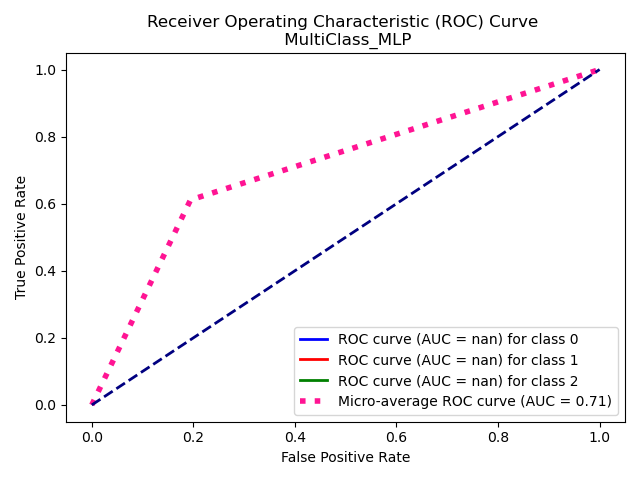 Receiver Operating Characteristic (ROC) Curve
MultiClass_MLP
True Positive Rate
1.0
0.8
0.6
0.4
0.2
0.0
ROC curve (AUC = nan) for class 0
ROC curve (AUC = nan) for class 1
ROC curve (AUC = nan) for class 2
Micro-average ROC curve (AUC = 0.71)
0.0 0.2 0.4 0.6 0.8 1.0
False Positive Rate